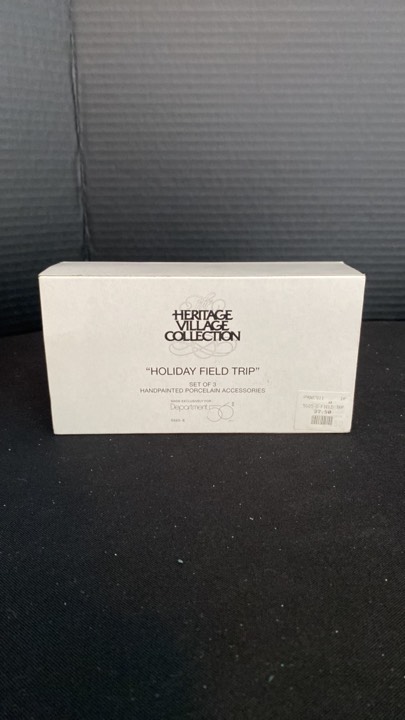 HERITAGE
VILLAGE
COLLECTION
"HOLIDAY FIELD TRIP"
SET OF 3
HANDPAINTED PORCELAIN ACCESSORIES
Department 56